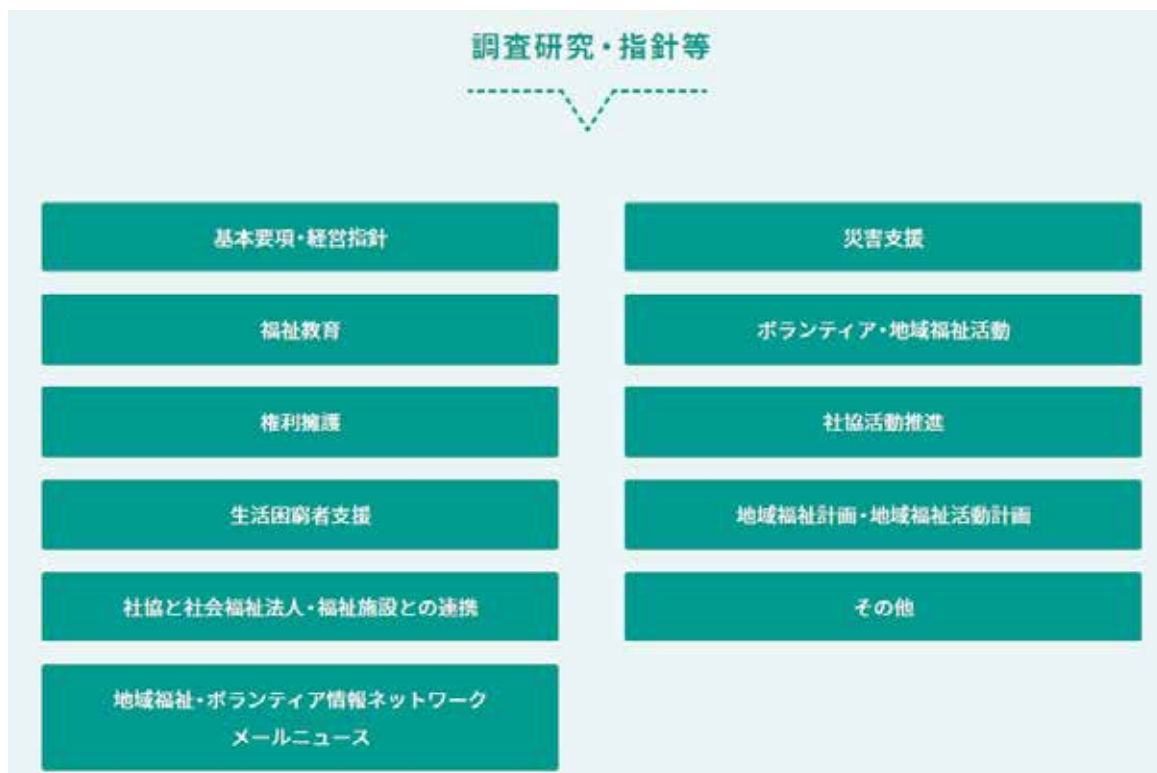 調査研究・指針等
基本要項・経営指針
災害支援
福祉教育
ボランティア・地域福祉活動
権利擁護
社協活動推進
生活困窮者支援
地域福祉計画・地域福祉活動計画
社協と社会福祉法人・福祉施設との連携
その他
地域福祉・ボランティア情報ネットワーク
メールニュース